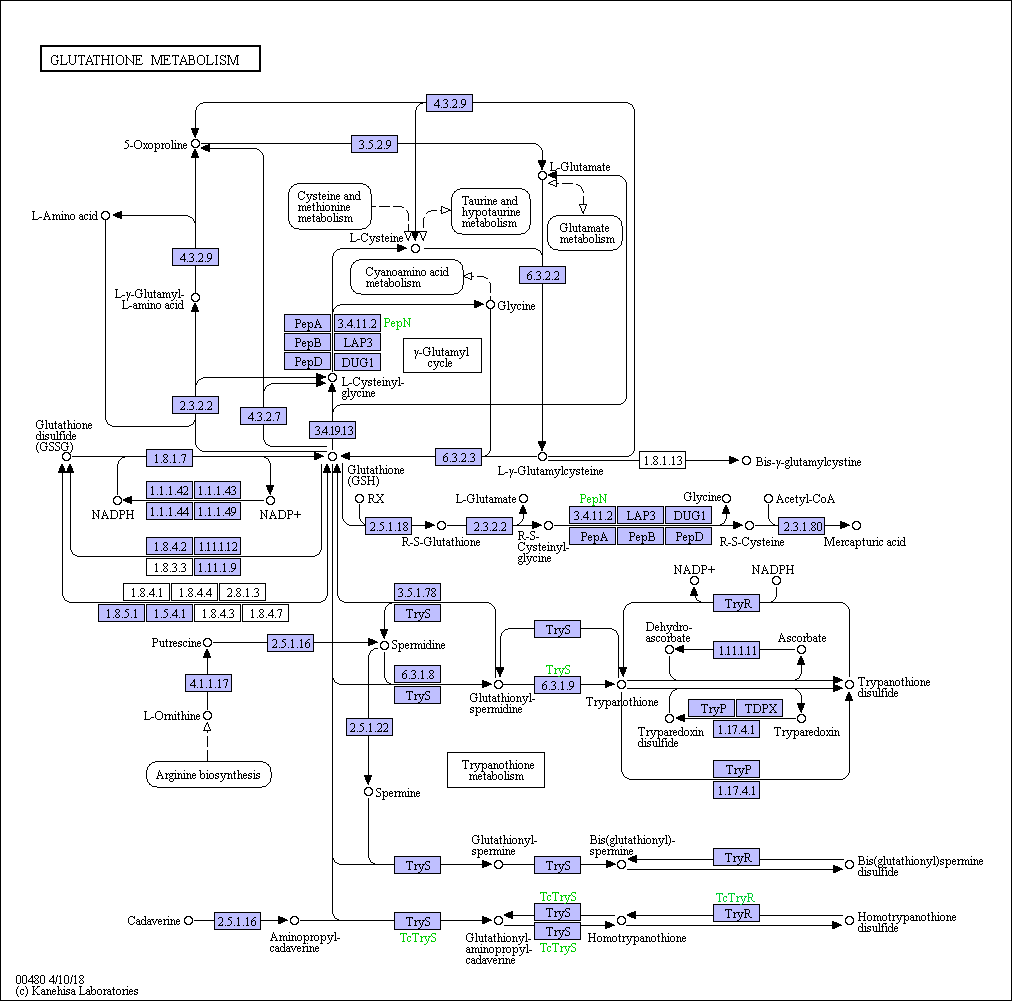 GLUTATHIONE METABOLISM
4.3.2.9
5-Oxoproline
3.5.2.9
L-Glutamate
Cysteine and
methionine
metabolism
Taurine and
hypotaurine
metabolism
L-Amino acid
Glutamate
metabolism
L-Cysteine
4.3.2.9
Cyanoamino acid
metabolism
6.3.2.2
L-γ-Glutamyl-
L-amino acid
Glycine
PepA
3.4.11.2
PepN
PepB
LAP3
PepD
DUG1
γ-Glutamyl
cycle
L-Cysteinyl-
glycine
2.3.2.2
4.3.2.7
3.4.19.13
Glutathione
disulfide
(GSSG)
1.8.1.7
6.3.2.3
1.8.1.13
Glutathione
(GSH)
L-γ-Glutamylcysteine
Bis-γ-glutamylcystine
1.1.1.42
1.1.1.43
1.1.1.44
1.1.1.49
NADPH
NADP+
RX
L-Glutamate
PepN
Glycine
Acetyl-CoA
2.5.1.18
2.3.2.2
3.4.11.2
LAP3
DUG1
PepA
PepB
PepD
2.3.1.80
R-S-Glutathione
R-S-
Cysteinyl-
glycine
R-S-Cysteine
Mercapturic acid
1.8.4.2
1.11.1.12
1.8.3.3
1.11.1.9
1.8.4.1
1.8.4.4
2.8.1.3
1.8.5.1
1.5.4.1
1.8.4.3
1.8.4.7
NADP+
NADPH
3.5.1.78
TryS
TryR
TryS
Dehydro-
ascorbate
Ascorbate
Putrescine
2.5.1.16
Spermidine
1.11.1.11
4.1.1.17
6.3.1.8
TryS
TryS
6.3.1.9
Glutathionyl-
spermidine
Trypanothione
Trypanothione
disulfide
L-Ornithine
2.5.1.22
TryP
TDPX
1.17.4.1
Tryparedoxin
disulfide
Tryparedoxin
Arginine biosynthesis
Trypanothione
metabolism
TryP
1.17.4.1
Spermine
Glutathionyl-
spermine
Bis(glutathionyl)-
spermine
TryS
TryS
TryR
Bis(glutathionyl)spermine
disulfide
TcTryS
TcTryR
Cadaverine
2.5.1.16
TryS
TcTryS
TryS
TryS
TcTryS
TryR
Aminopropyl-
cadaverine
Glutathionyl-
aminopropyl-
cadaverine
Homotrypanothione
Homotrypanothione
disulfide
00480 4/10/18
(c) Kanehisa Laboratories